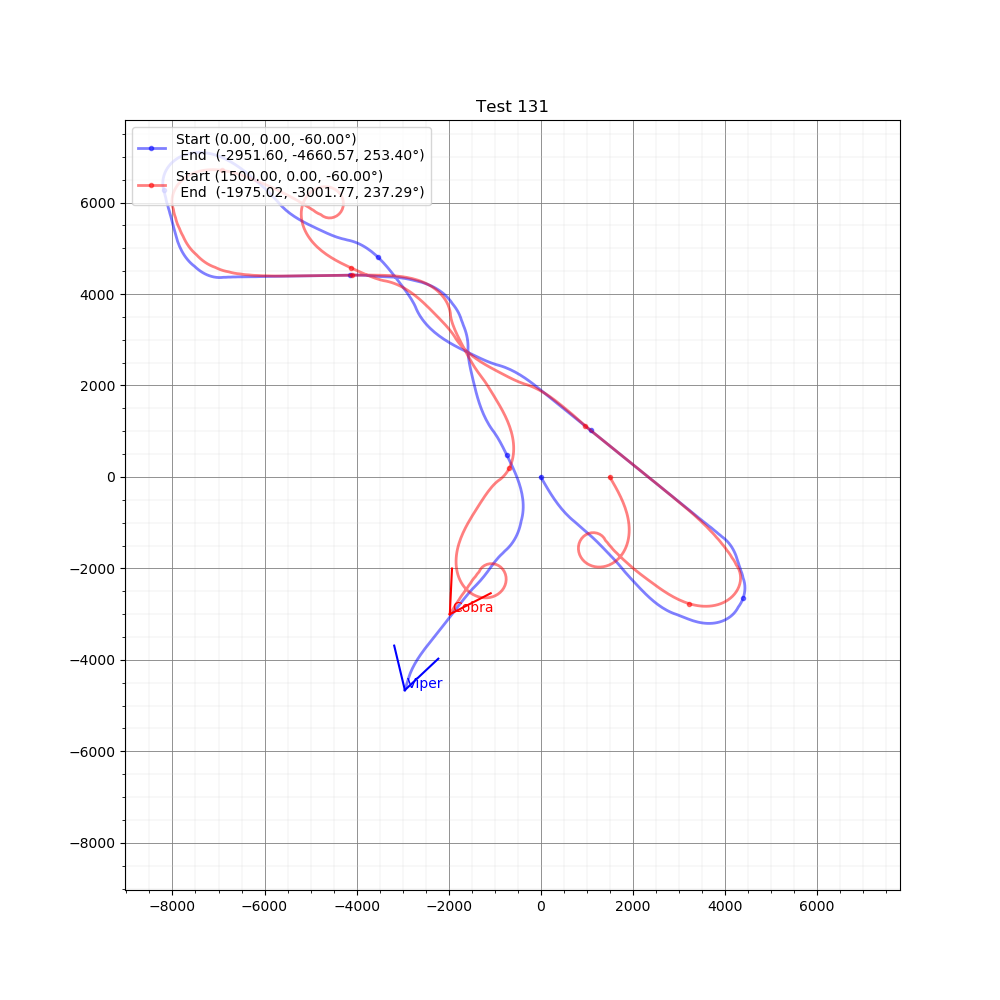 Test 131
Start (0.00, 0.00, -60.00°)
End (-2951.60, -4660.57, 253.40°)
Start (1500.00, 0.00, -60.00°)
End (-1975.02, -3001.77, 237.29°)
6000
4000
2000
0
−2000
−4000
−6000
−8000
Cobra
Viper
−8000 −6000 −4000 −2000 0 2000 4000 6000